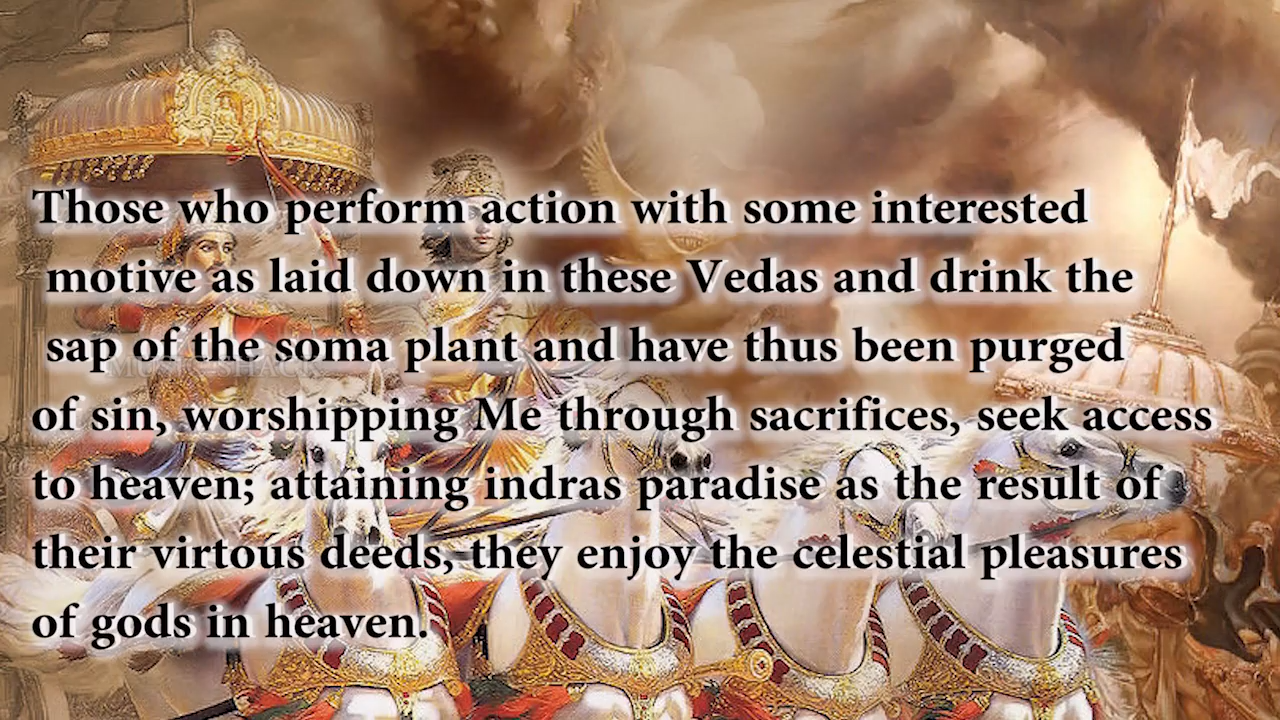 Those who perform action with some interested
motive as laid down in these Vedas and drink the
sap of the soma plant and have thus been purged
of sin, worshipping Me through sacrifices, seek access
to heaven; attaining indras paradise as the result of
their virtous deeds, they enjoy the celestial pleasures
of gods in heaven.